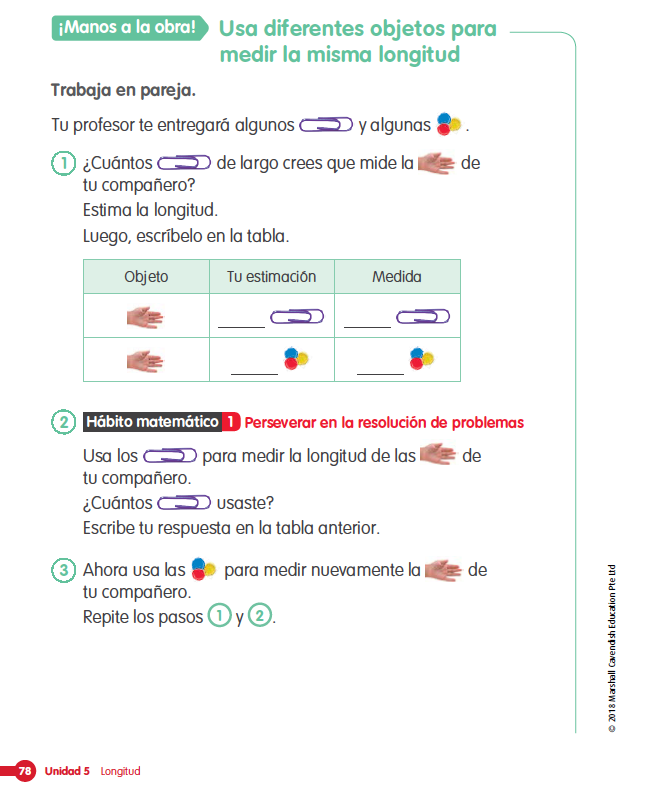 ¡Manos a la obra!
Usa diferentes objetos para
medir la misma longitud
Trabaja en pareja.
Tu profesor te entregará algunos y algunas .
1 ¿Cuántos de largo crees que mide la de
tu compañero?
Estima la longitud.
Luego, escríbelo en la tabla.
Objeto Tu estimación Medida
2 Hábito matemático 1 Perseverar en la resolución de problemas
Usa los para medir la longitud de las de
tu compañero.
¿Cuántos usaste?
Escribe tu respuesta en la tabla anterior.
3 Ahora usa las para medir nuevamente la de
tu compañero.
Repite los pasos 1 y 2.
© 2018 Marshall Cavendish Education Pte Ltd
78 Unidad 5 Longitud